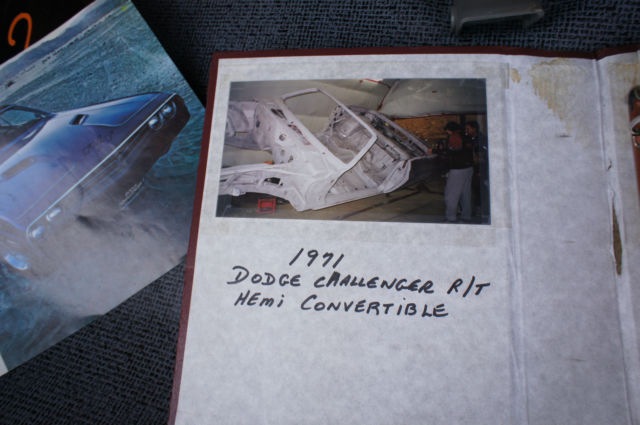 1971
DODGE CHALLENGER R/T
HEMi CONVERTIBLE